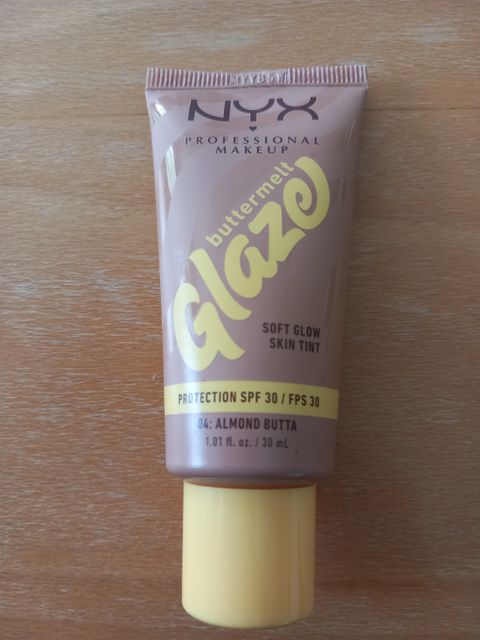 NYX
PROFESSIONAL
MAKEUP
buttermelt
Glaze
SOFT GLOW
SKIN TINT
PROTECTION SPF 30 / FPS 30
04: ALMOND BUTTA
1.01 fl. oz. / 30 mL